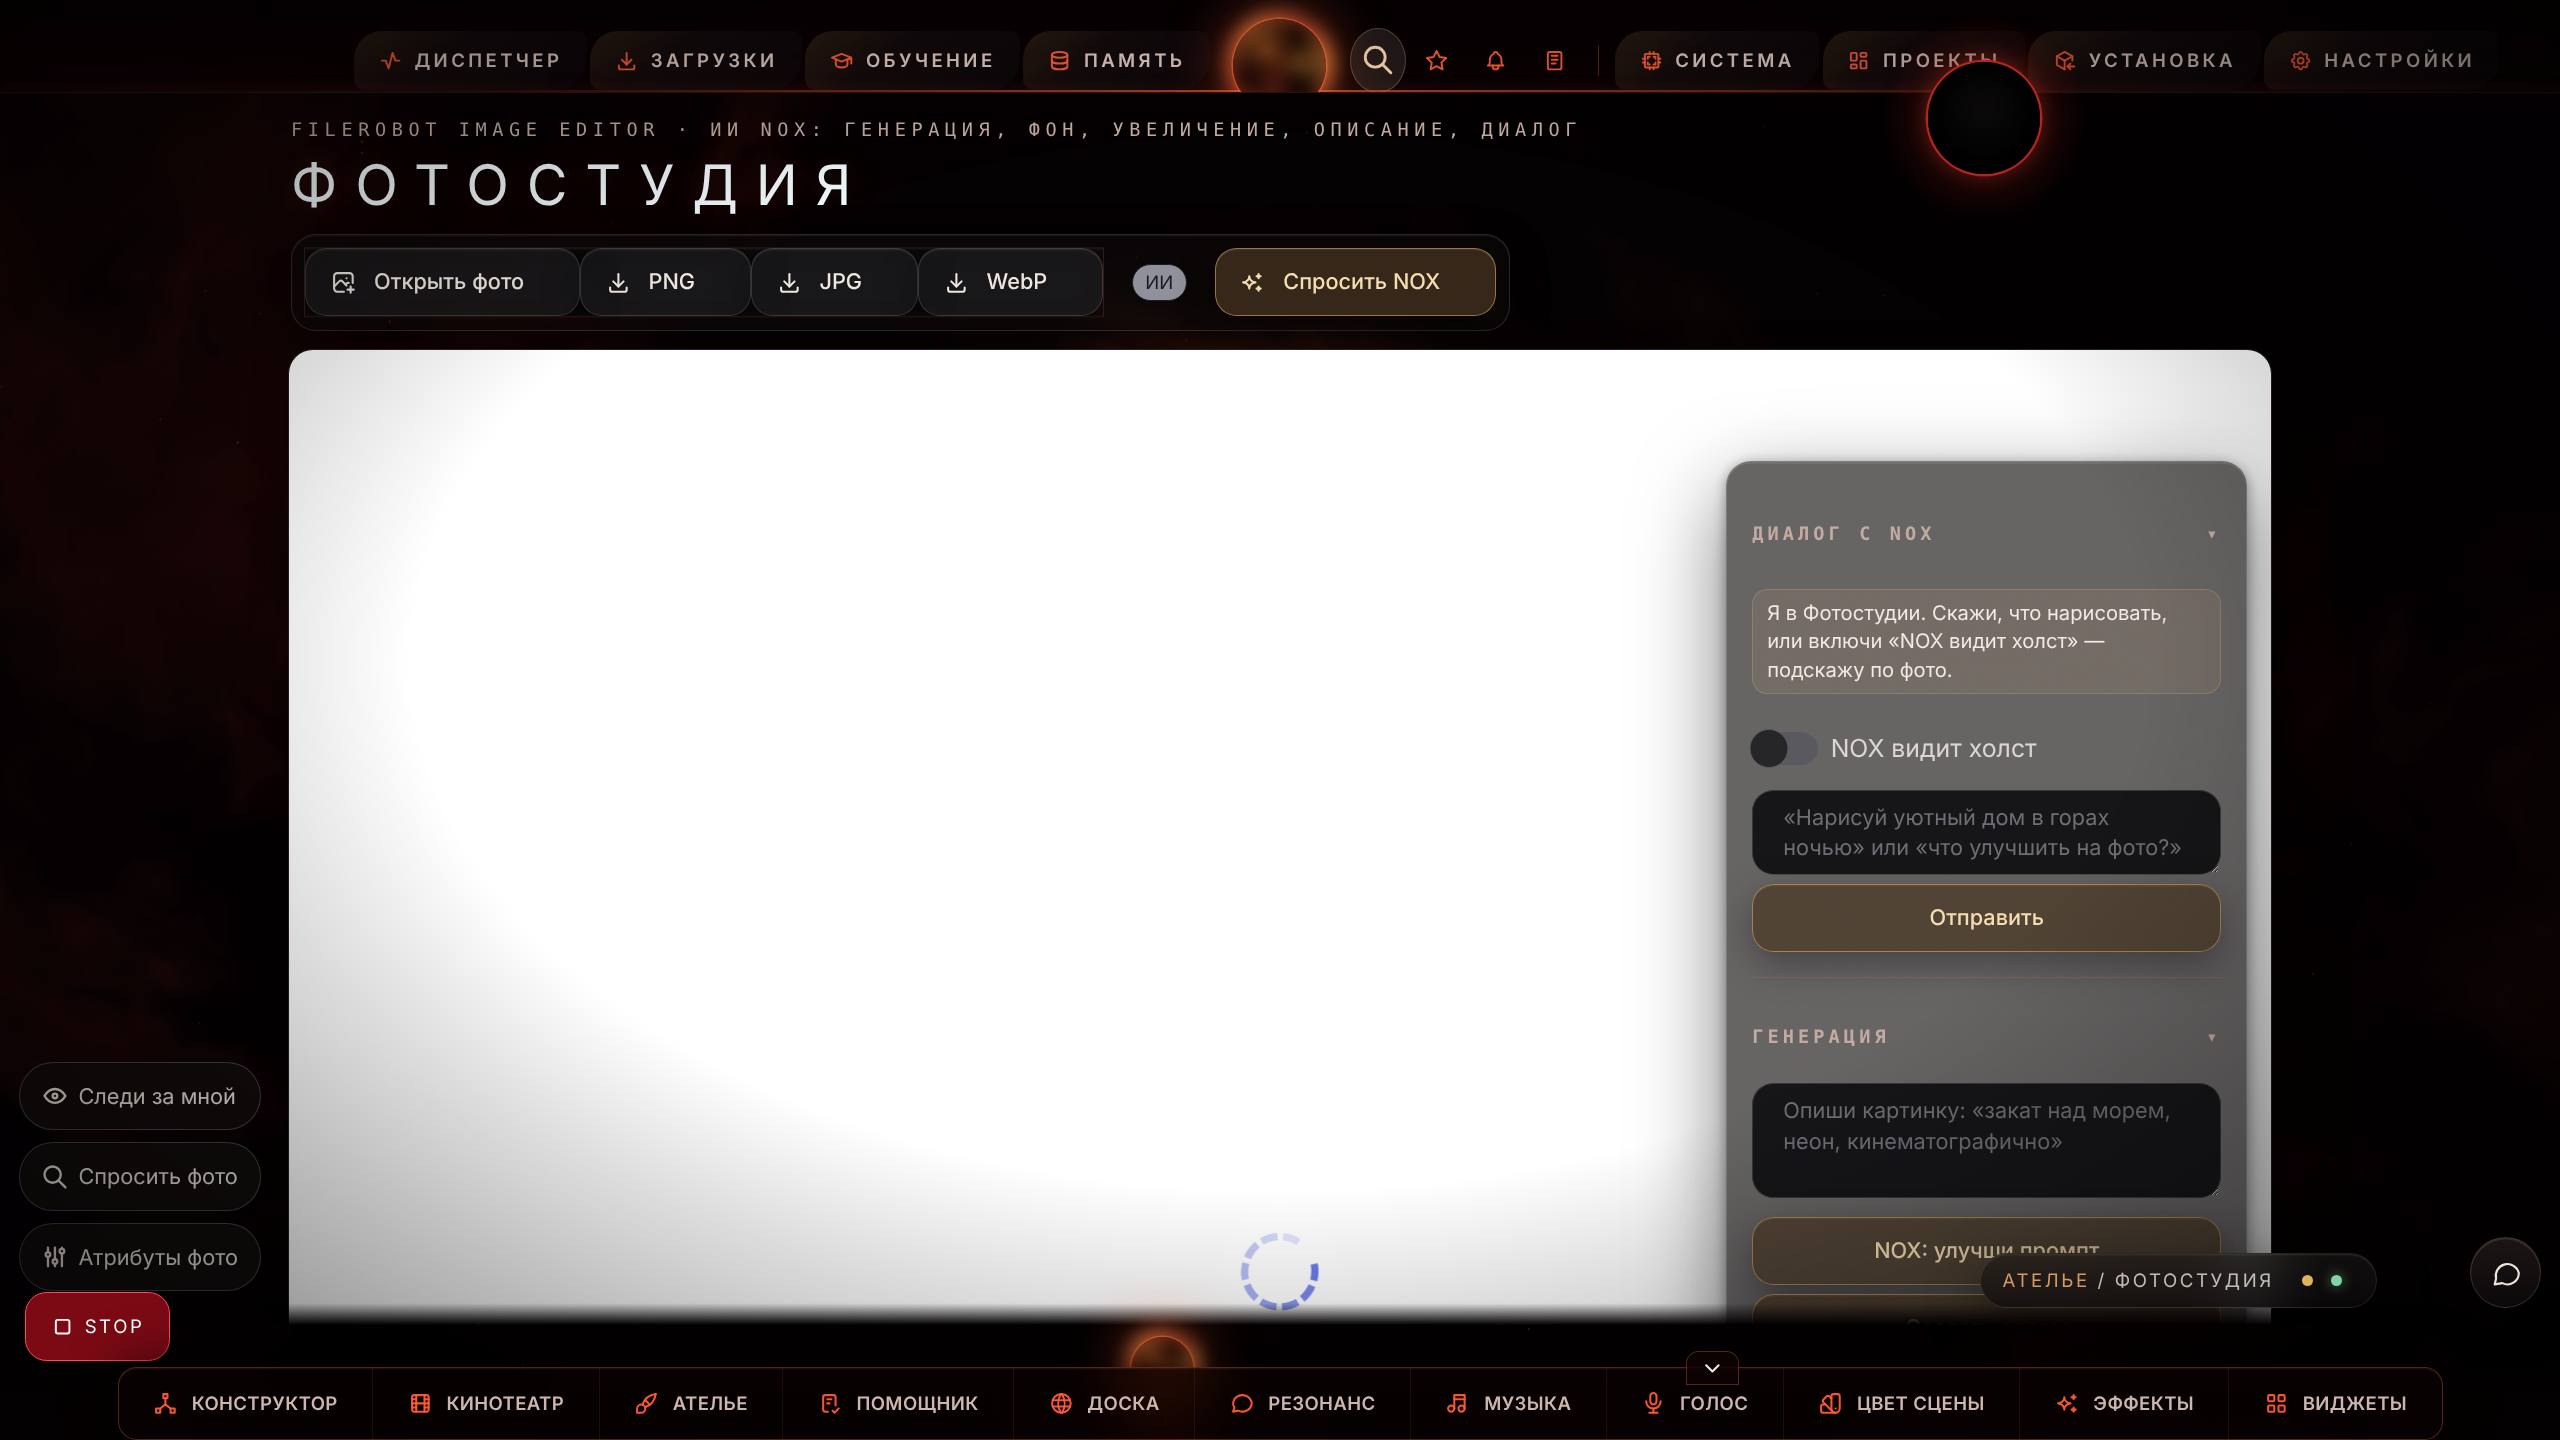 ДИСПЕТЧЕР
ЗАГРУЗКИ
ОБУЧЕНИЕ
ПАМЯТЬ
СИСТЕМА
ПРОЕКТЫ
УСТАНОВКА
НАСТРОЙКИ
FILEROBOT IMAGE EDITOR · ИИ NOX: ГЕНЕРАЦИЯ, ФОН, УВЕЛИЧЕНИЕ, ОПИСАНИЕ, ДИАЛОГ
ФОТОСТУДИЯ
Открыть фото
PNG
JPG
WebP
ИИ
Спросить NOX
ДИАЛОГ С NOX
Я в Фотостудии. Скажи, что нарисовать,
или включи «NOX видит холст» —
подскажу по фото.
NOX видит холст
«Нарисуй уютный дом в горах
ночью» или «что улучшить на фото?»
Отправить
ГЕНЕРАЦИЯ
Опиши картинку: «закат над морем,
неон, кинематографично»
NOX: улучши промпт
Следи за мной
Спросить фото
Атрибуты фото
STOP
АТЕЛЬЕ / ФОТОСТУДИЯ
КОНСТРУКТОР
КИНОТЕАТР
АТЕЛЬЕ
ПОМОЩНИК
ДОСКА
РЕЗОНАНС
МУЗЫКА
ГОЛОС
ЦВЕТ СЦЕНЫ
ЭФФЕКТЫ
ВИДЖЕТЫ